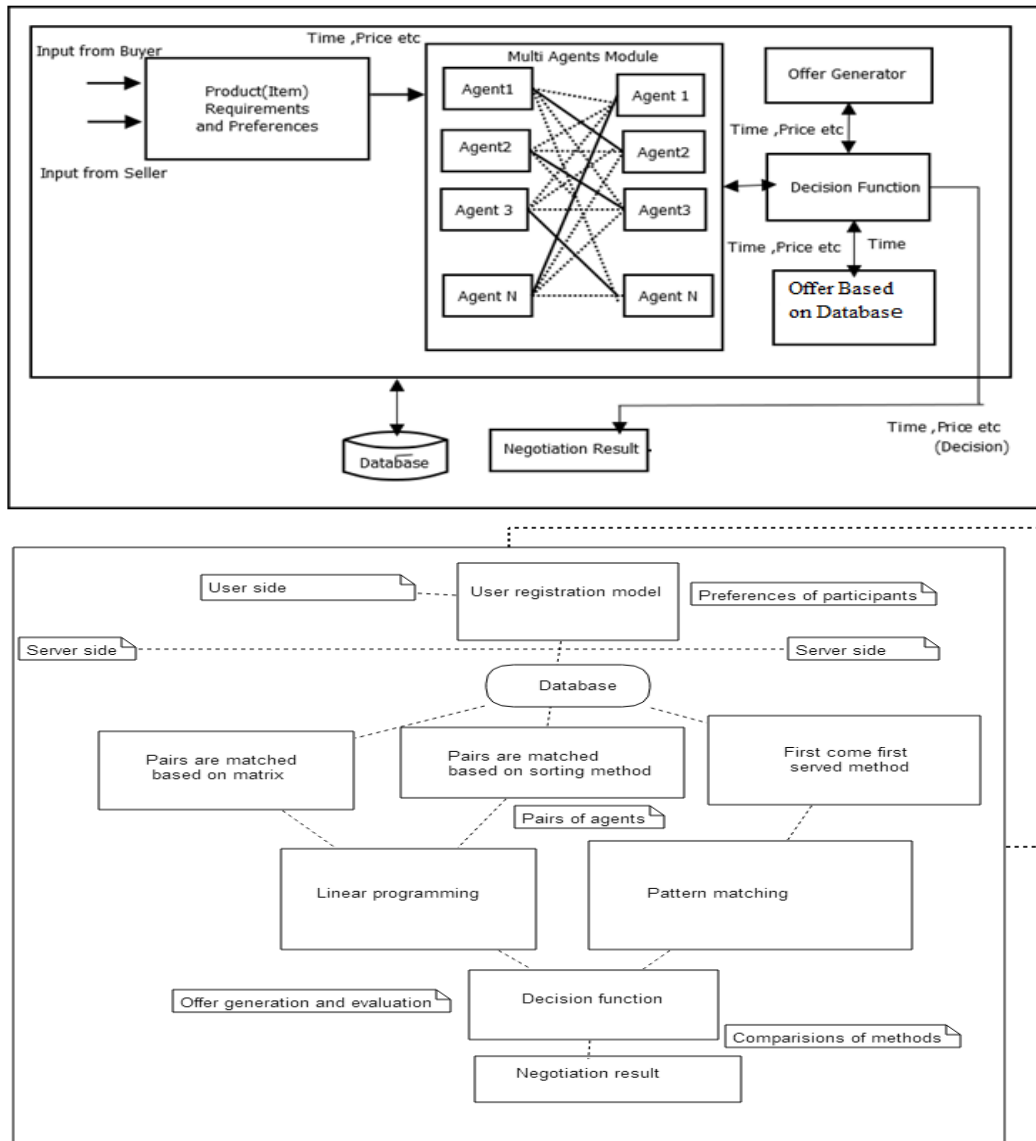 Time ,Price etc
Input from Buyer
Product(Item)
Requirements
and Preferences
Input from Seller
Multi Agents Module
Agent1
Agent2
Agent 3
Agent N
Agent 1
Agent2
Agent3
Agent N
Offer Generator
Time ,Price etc
Decision Function
Time ,Price etc
Time
Offer Based
on Database
Database
Negotiation Result
Time ,Price etc
(Decision)
User side
User registration model
Preferences of participants
Server side
Server side
Database
Pairs are matched
based on matrix
Pairs are matched
based on sorting method
First come first
served method
Pairs of agents
Linear programming
Pattern matching
Offer generation and evaluation
Decision function
Comparisions of methods
Negotiation result